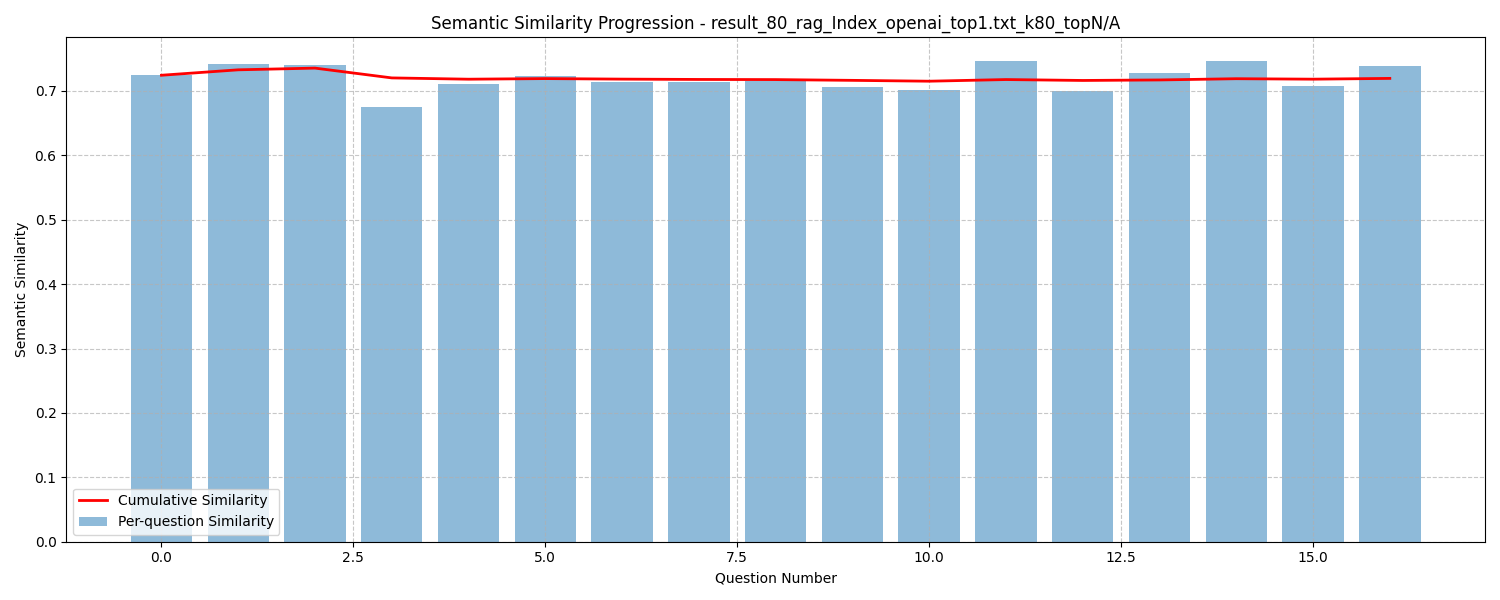 Semantic Similarity Progression - result_80_rag_Index_openai_top1.txt_k80_topN/A
Semantic Similarity
0.7
0.6
0.5
0.4
0.3
0.2
0.1
0.0
Cumulative Similarity
Per-question Similarity
0.0 2.5 5.0 7.5 10.0 12.5 15.0
Question Number